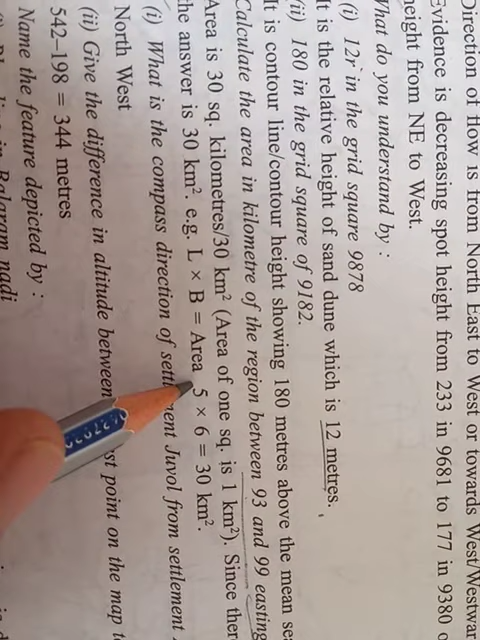 Direction of flow is from North East to West or towards West/Westwar
Evidence is decreasing spot height from 233 in 9681 to 177 in 9380
height from NE to West.
What do you understand by :
(i) 12r in the grid square 9878
It is the relative height of sand dune which is 12 metres.
(ii) 180 in the grid square of 9182.
It is contour line/contour height showing 180 metres above the mean se
Calculate the area in kilometre of the region between 93 and 99 easting
Area is 30 sq. kilometres/30 km² (Area of one sq. is 1 km²). Since ther
the answer is 30 km². e.g. L × B = Area 5 × 6 = 30 km².
(i) What is the compass direction of settlement Juvol from settlement
North West
(ii) Give the difference in altitude between st point on the map t
542–198 = 344 metres
Name the feature depicted by :
in Balaram nadi